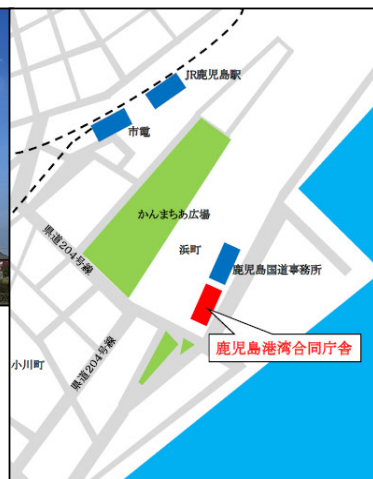 JR鹿児島駅
市電
かんまちあ広場
浜町
県道204号線
鹿児島国道事務所
鹿児島港湾合同庁舎
小川町
県道204号線